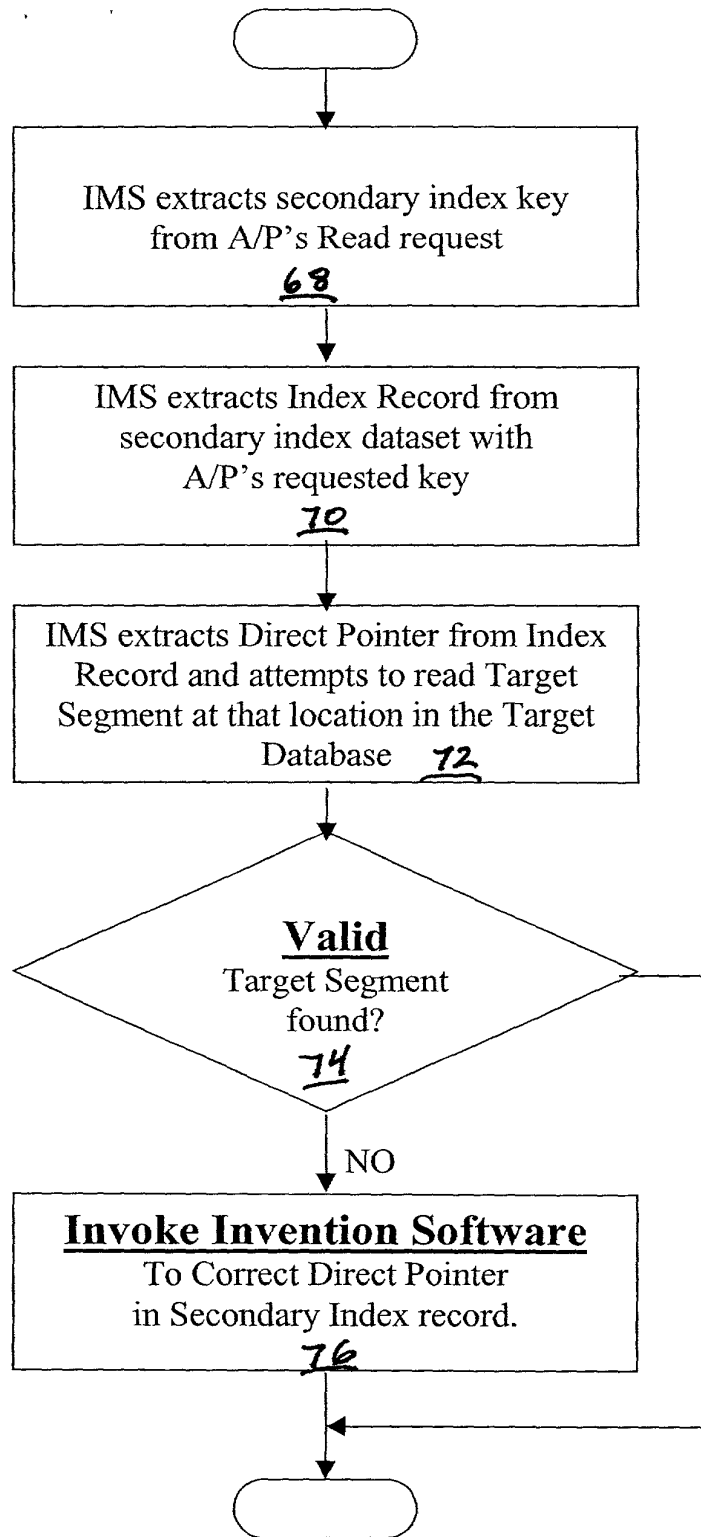 IMS extracts secondary index key
from A/P's Read request
68
IMS extracts Index Record from
secondary index dataset with
A/P's requested key
70
IMS extracts Direct Pointer from Index
Record and attempts to read Target
Segment at that location in the Target
Database 72
Valid
Target Segment
found?
74
NO
Invoke Invention Software
To Correct Direct Pointer
in Secondary Index record.
76